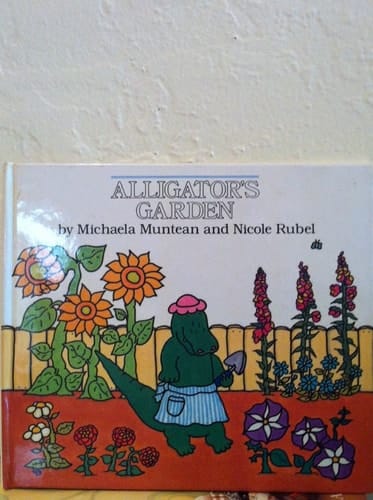 ALLIGATOR'S
GARDEN
by Michaela Muntean and Nicole Rubel